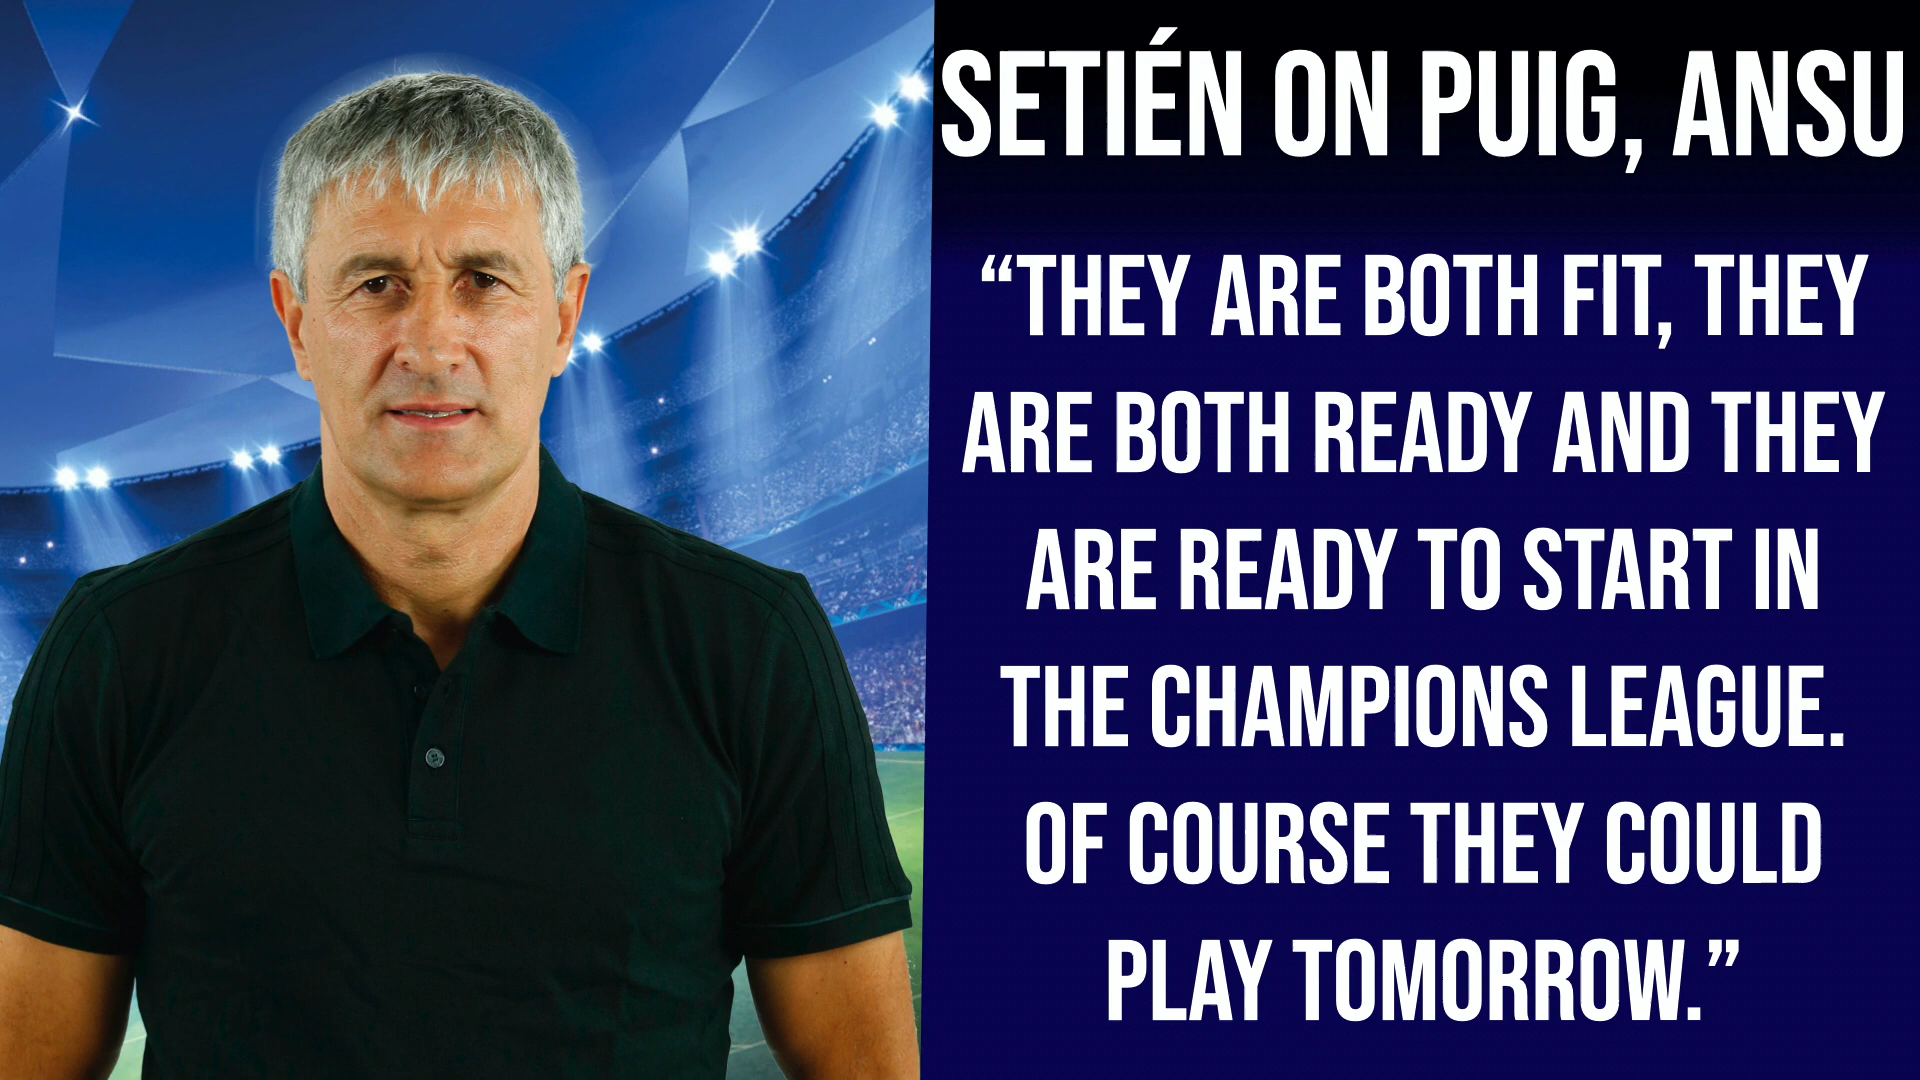 SETIÉN ON PUIG, ANSU
“THEY ARE BOTH FIT, THEY
ARE BOTH READY AND THEY
ARE READY TO START IN
THE CHAMPIONS LEAGUE.
OF COURSE THEY COULD
PLAY TOMORROW.”